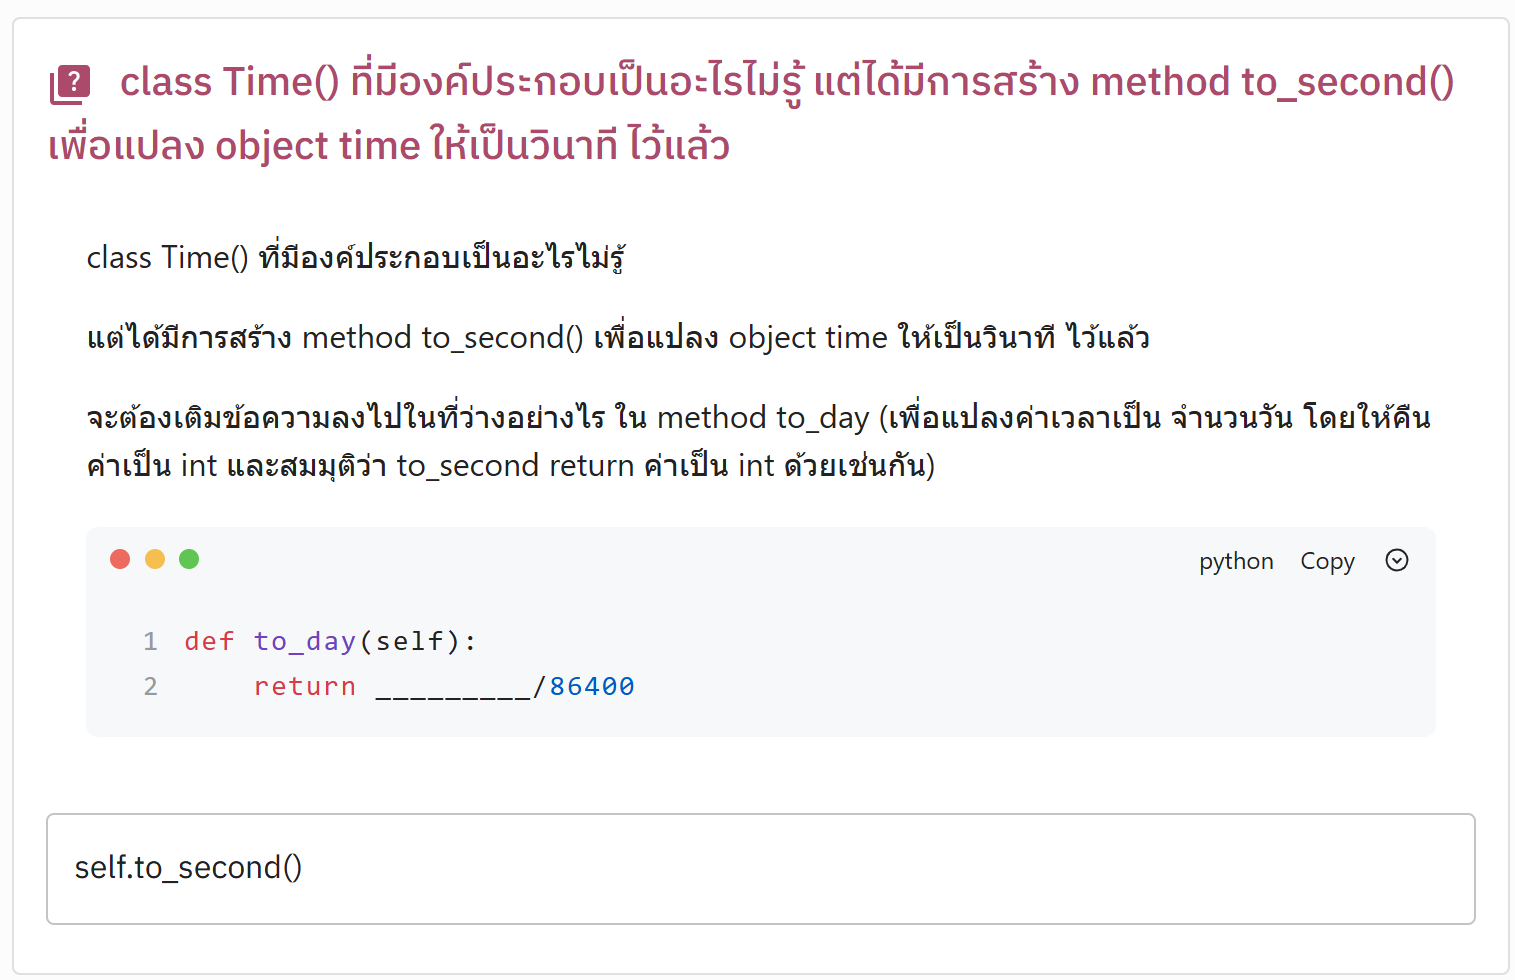 class Time() ที่มีองค์ประกอบเป็นอะไรไม่รู้ แต่ได้มีการสร้าง method to_second()
เพื่อแปลง object time ให้เป็นวินาที ไว้แล้ว
class Time() ที่มีองค์ประกอบเป็นอะไรไม่รู้
แต่ได้มีการสร้าง method to_second() เพื่อแปลง object time ให้เป็นวินาที ไว้แล้ว
จะต้องเติมข้อความลงไปในที่ว่างอย่างไร ใน method to_day (เพื่อแปลงค่าเวลาเป็น จำนวนวัน โดยให้คืน
ค่าเป็น int และสมมุติว่า to_second return ค่าเป็น int ด้วยเช่นกัน)
python Copy
1 def to_day(self):
2     return _________/86400
self.to_second()